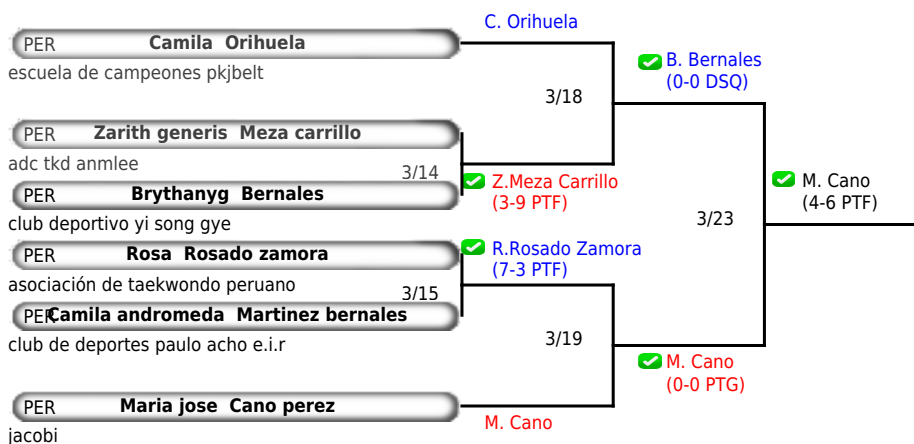 C. Orihuela
PER Camila Orihuela
escuela de campeones pkjbelt
B. Bernales
(0-0 DSQ)
3/18
PER Zarith generis Meza carrillo
adc tkd anmlee
3/14
Z.Meza Carrillo
(3-9 PTF)
M. Cano
(4-6 PTF)
PER Brythanyg Bernales
club deportivo yi song gye
3/23
PER Rosa Rosado zamora
R.Rosado Zamora
(7-3 PTF)
asociación de taekwondo peruano
3/15
PER Camila andromeda Martinez bernales
club de deportes paulo acho e.i.r
3/19
M. Cano
(0-0 PTG)
PER Maria jose Cano perez
M. Cano
jacobi